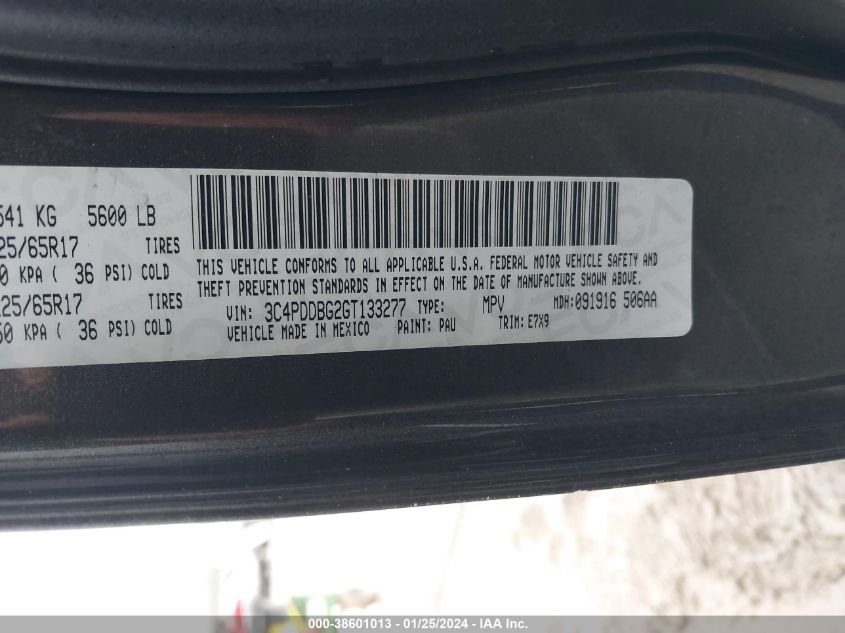 541 KG 5600 LB
25/65R17 TIRES
0 KPA ( 36 PSI) COLD
25/65R17 TIRES
50 KPA ( 36 PSI) COLD
THIS VEHICLE CONFORMS TO ALL APPLICABLE U.S.A. FEDERAL MOTOR VEHICLE SAFETY AND
THEFT PREVENTION STANDARDS IN EFFECT ON THE DATE OF MANUFACTURE SHOWN ABOVE.
VIN: 3C4PDDBG2GT133277 TYPE: MPV MDH: 091916 506AA
VEHICLE MADE IN MEXICO PAINT: PAU TRIM: E7X9
000-38601013 - 01/25/2024 - IAA Inc.